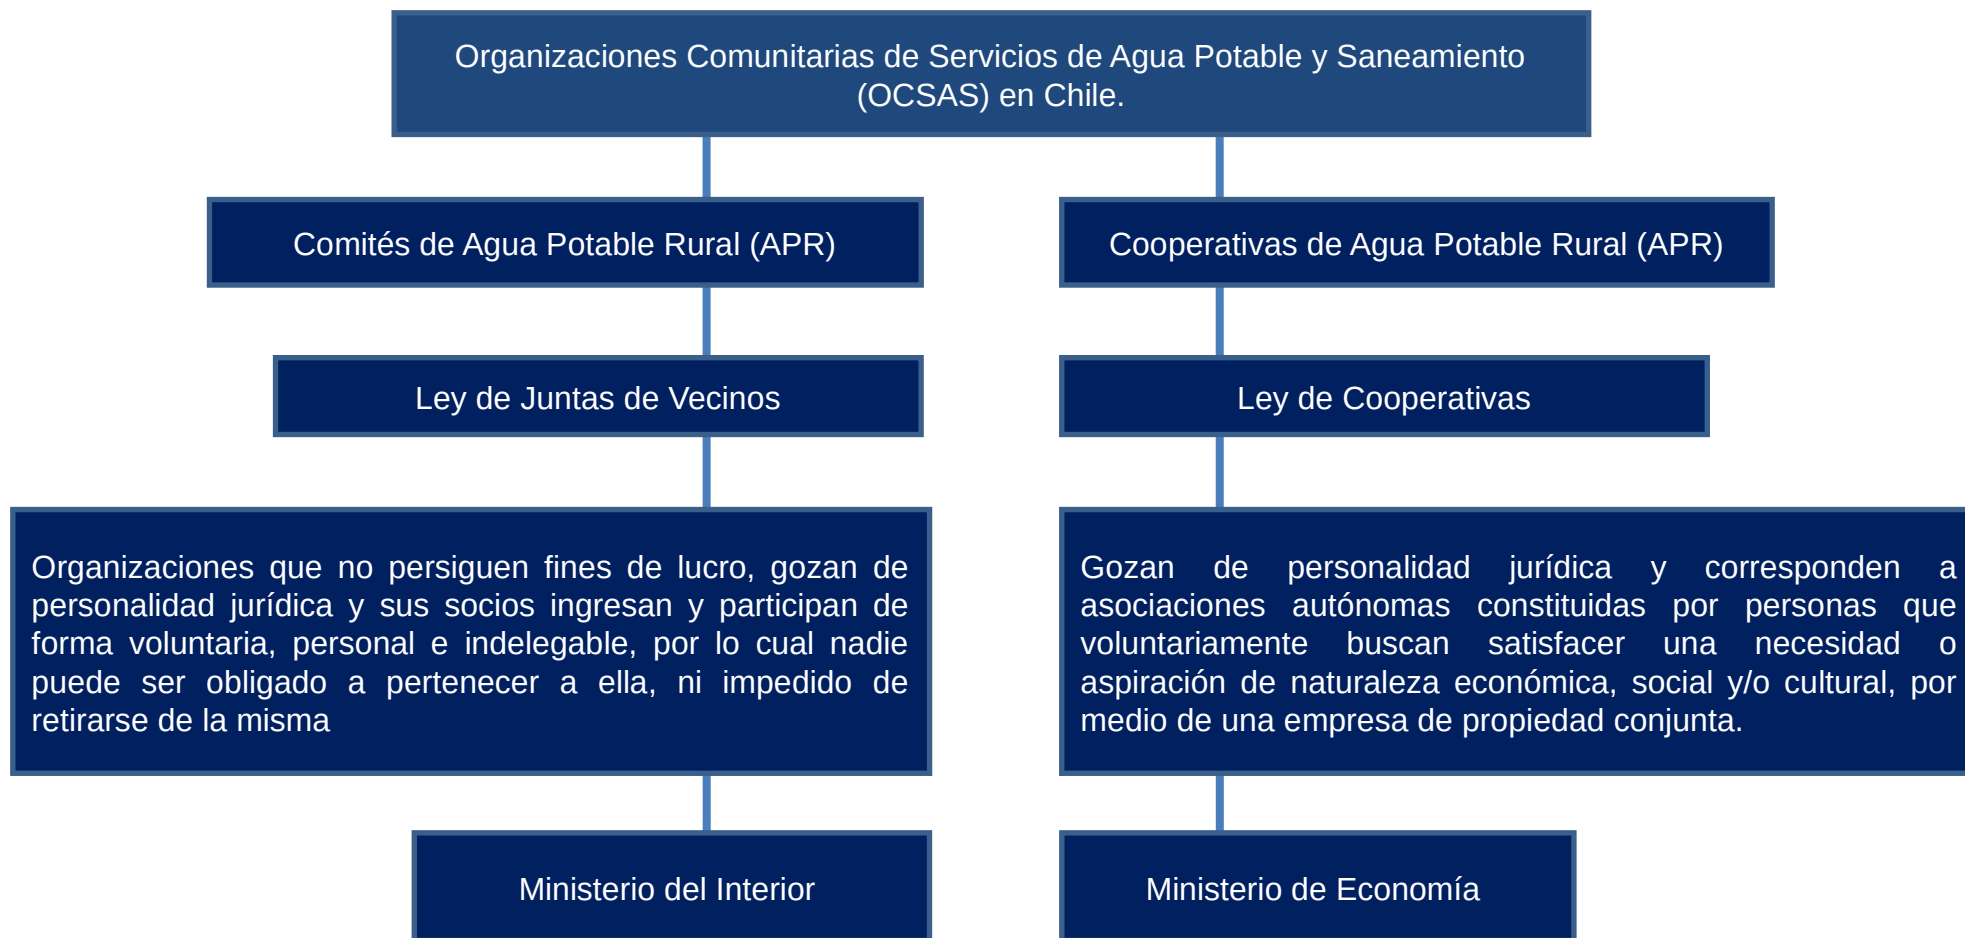 Organizaciones Comunitarias de Servicios de Agua Potable y Saneamiento
(OCSAS) en Chile.
Comités de Agua Potable Rural (APR)
Cooperativas de Agua Potable Rural (APR)
Ley de Juntas de Vecinos
Ley de Cooperativas
Organizaciones que no persiguen fines de lucro, gozan de
personalidad jurídica y sus socios ingresan y participan de
forma voluntaria, personal e indelegable, por lo cual nadie
puede ser obligado a pertenecer a ella, ni impedido de
retirarse de la misma
Gozan de personalidad jurídica y corresponden a
asociaciones autónomas constituidas por personas que
voluntariamente buscan satisfacer una necesidad o
aspiración de naturaleza económica, social y/o cultural, por
medio de una empresa de propiedad conjunta.
Ministerio del Interior
Ministerio de Economía